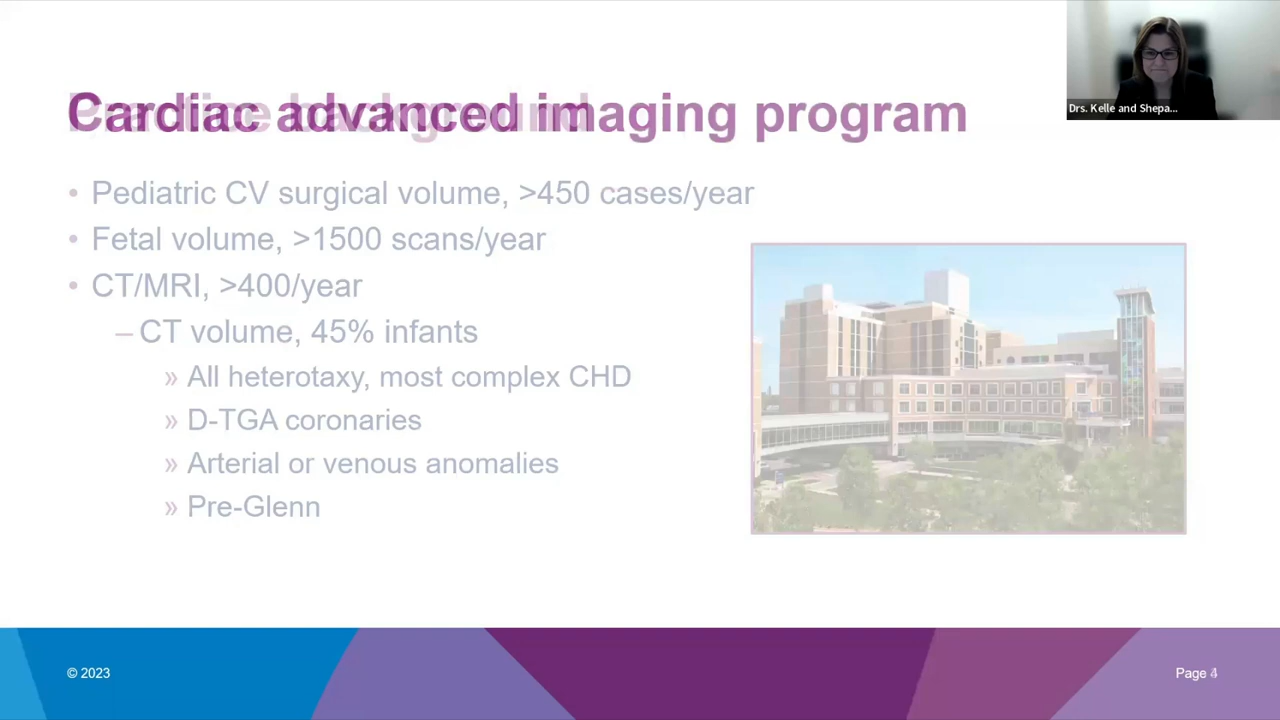 Cardiac advanced imaging program
Practice background
• Pediatric CV surgical volume, >450 cases/year
• Fetal volume, >1500 scans/year
• CT/MRI, >400/year
– CT volume, 45% infants
» All heterotaxy, most complex CHD
» D-TGA coronaries
» Arterial or venous anomalies
» Pre-Glenn
Drs. Kelle and Shepa...
© 2023
Page